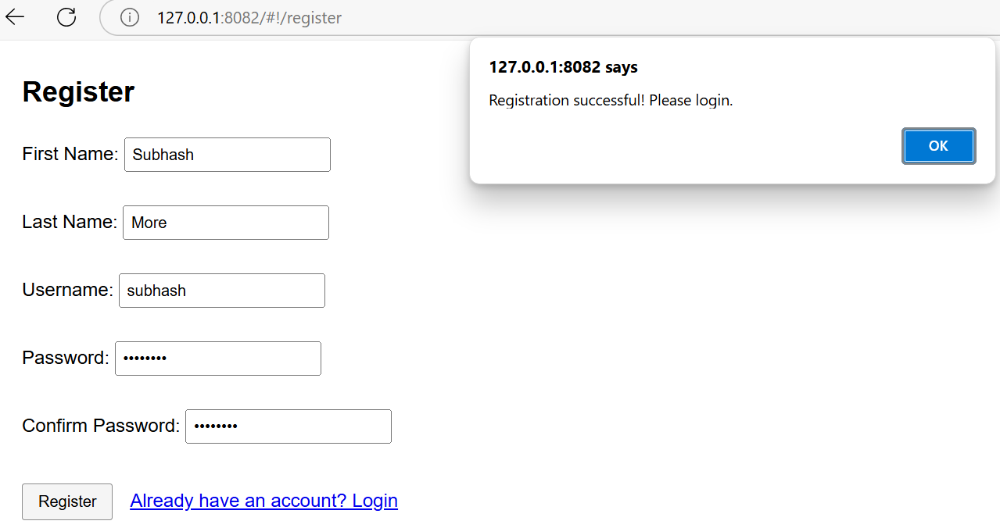 127.0.0.1:8082/#!/register
127.0.0.1:8082 says
Registration successful! Please login.
OK
Register
First Name: Subhash
Last Name: More
Username: subhash
Password: ••••••••
Confirm Password: ••••••••
Register Already have an account? Login